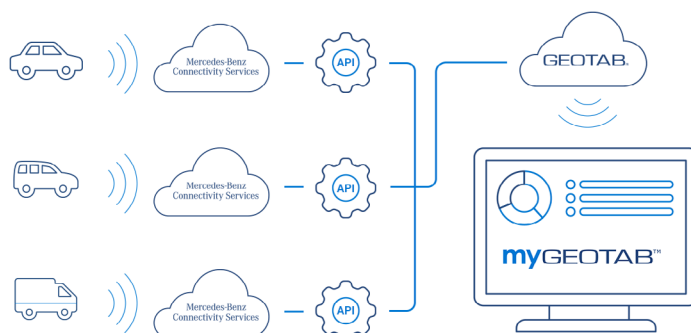 Mercedes-Benz
Connectivity Services
API
GEOTAB®
Mercedes-Benz
Connectivity Services
API
myGEOTAB™
Mercedes-Benz
Connectivity Services
API